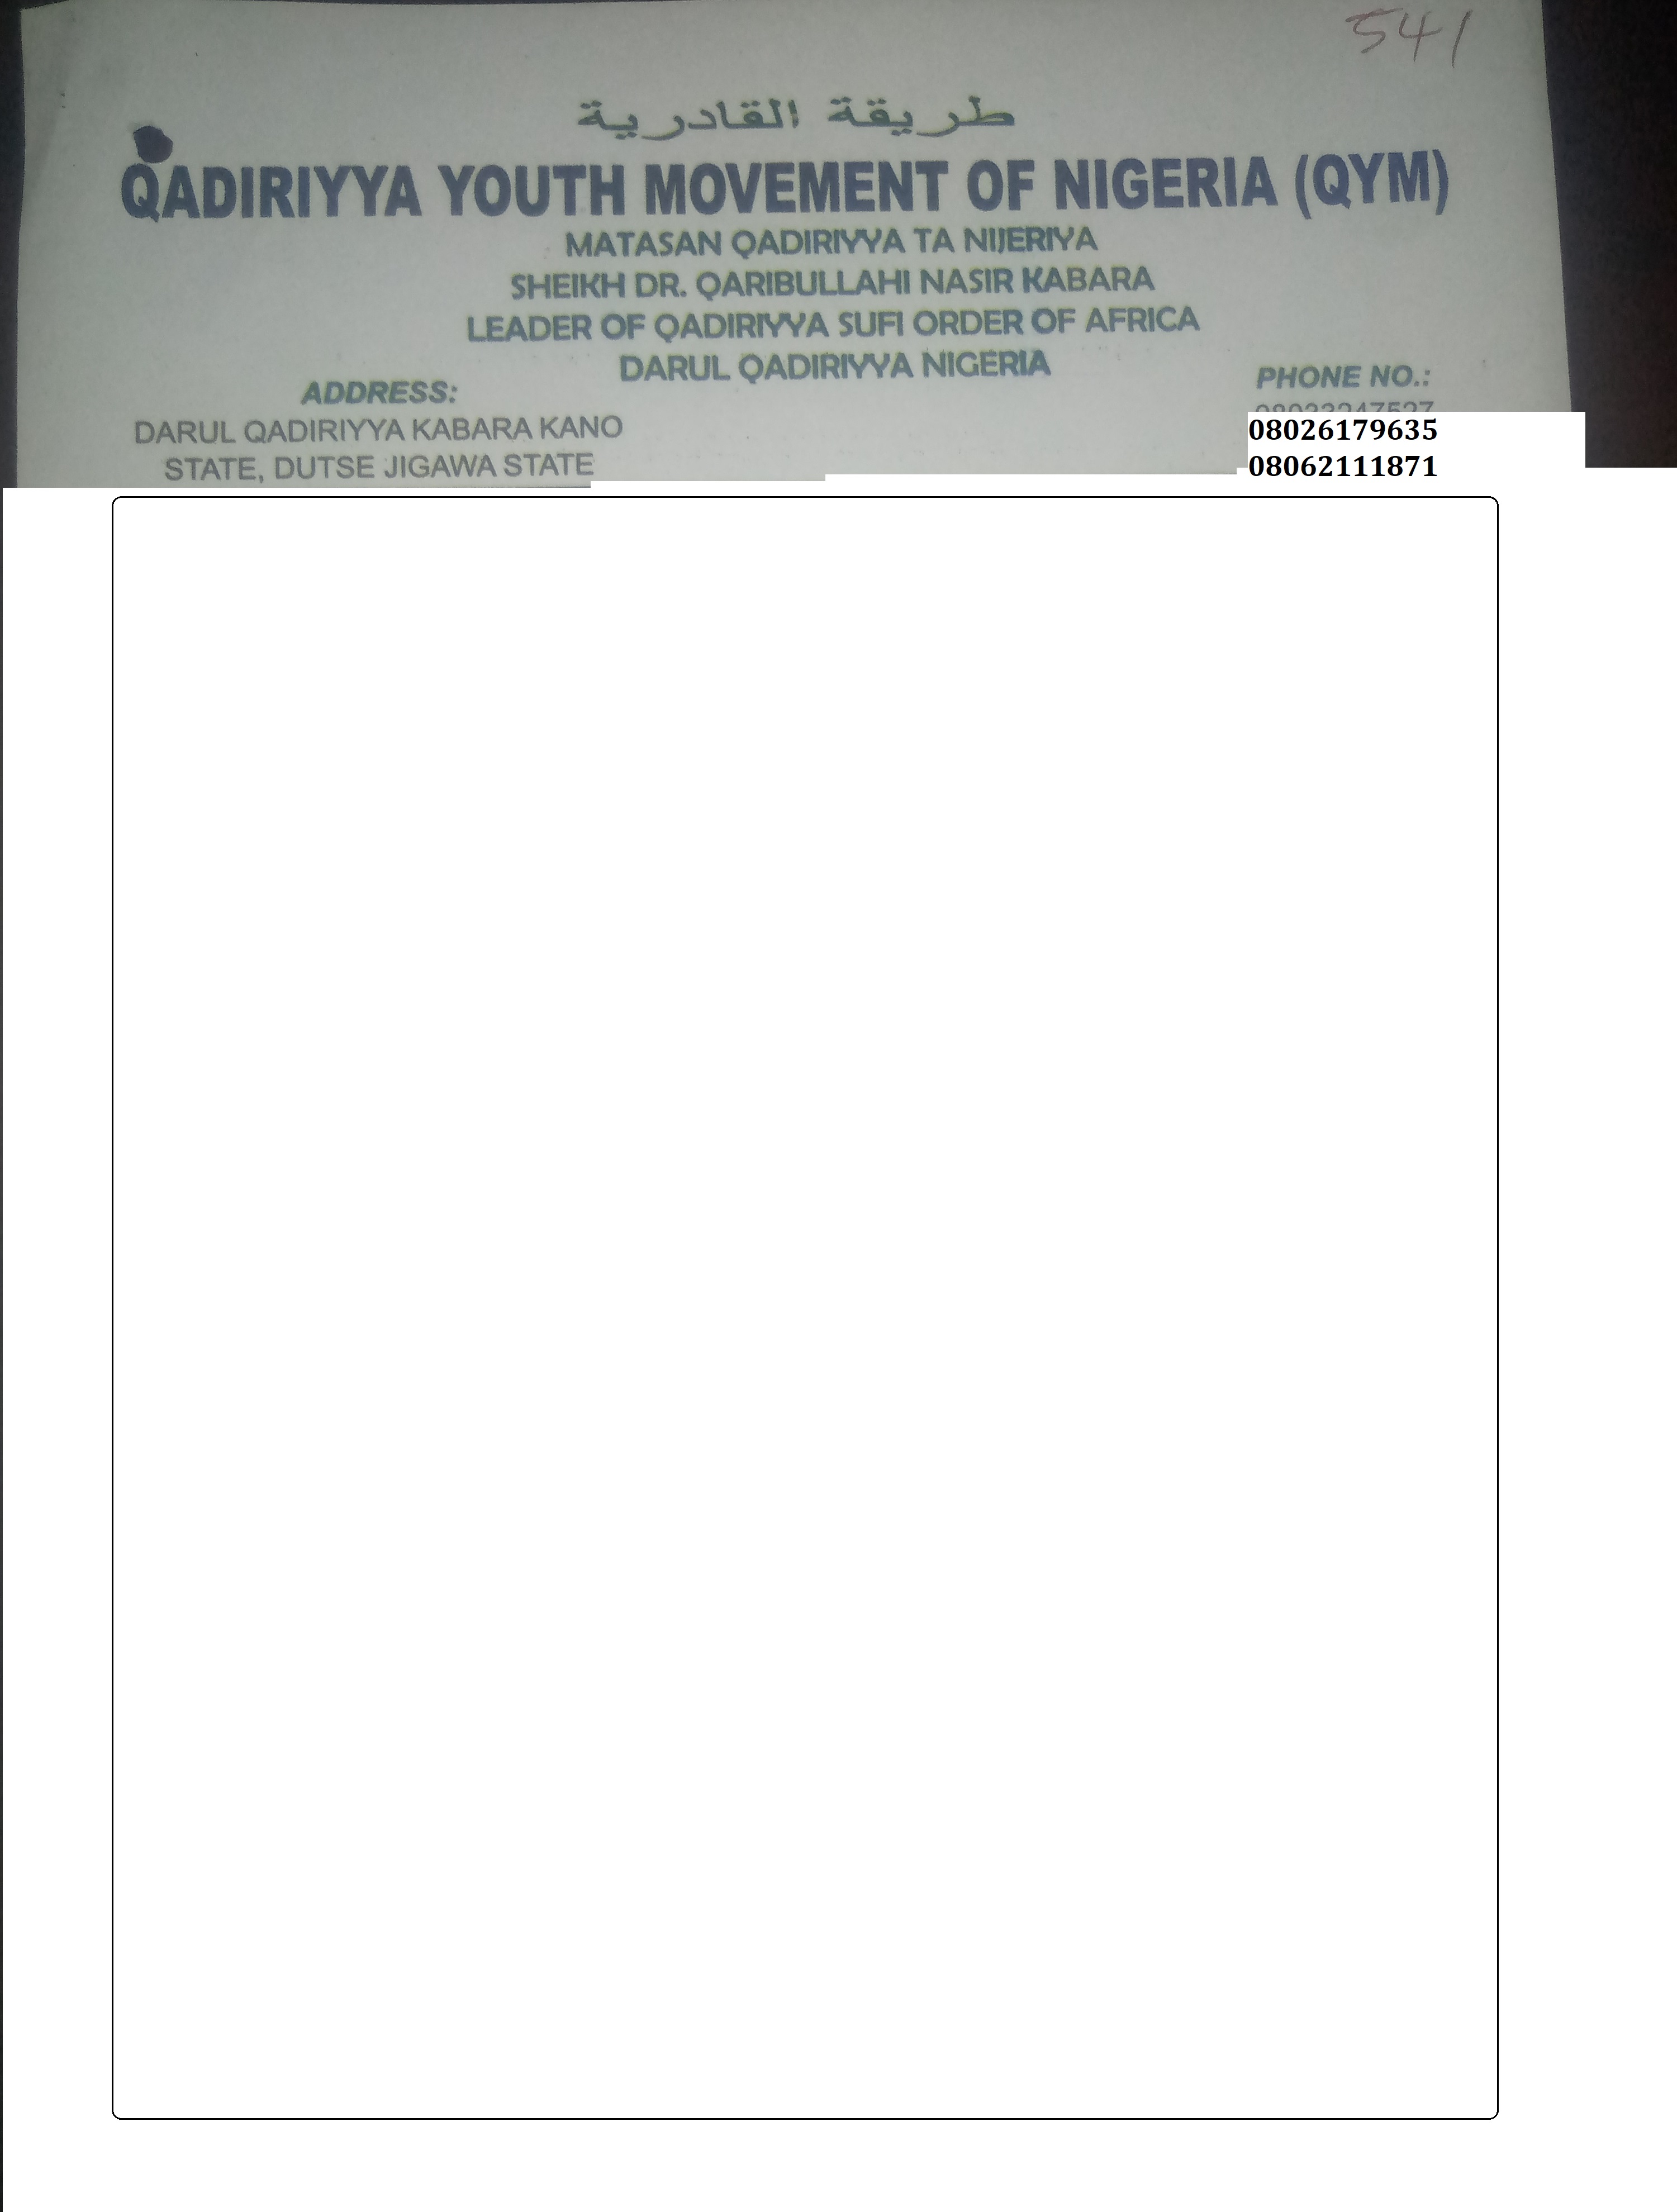 541
طريقة القادرية
QADIRIYYA YOUTH MOVEMENT OF NIGERIA (QYM)
MATASAN QADIRIYYA TA NIJERIYA
SHEIKH DR. QARIBULLAHI NASIR KABARA
LEADER OF QADIRIYYA SUFI ORDER OF AFRICA
DARUL QADIRIYYA NIGERIA
ADDRESS:
DARUL QADIRIYYA KABARA KANO
STATE, DUTSE JIGAWA STATE
PHONE NO.:
08026179635
08062111871